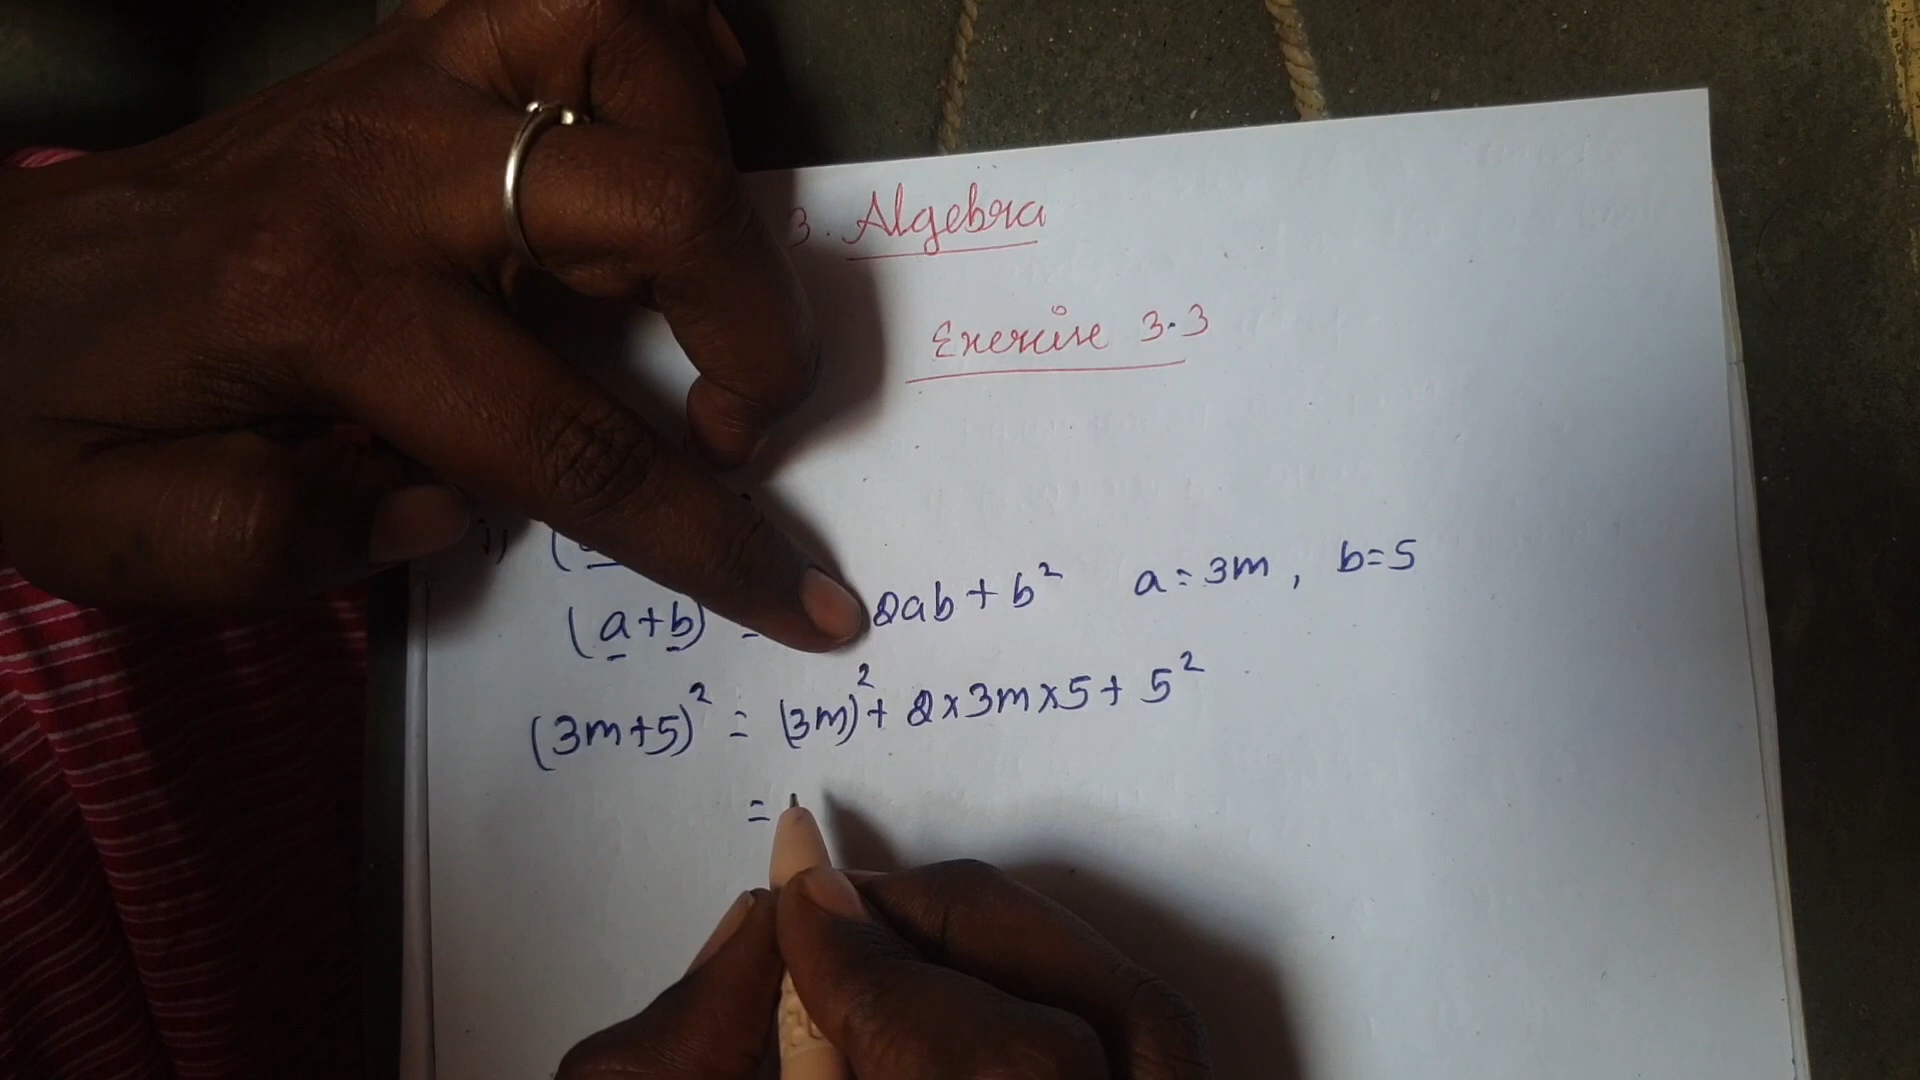 3. Algebra
Exercise 3.3
i) (
(a+b) = 2ab + b² a = 3m, b = 5
(3m+5)² = (3m)² + 2×3m×5 + 5²
=